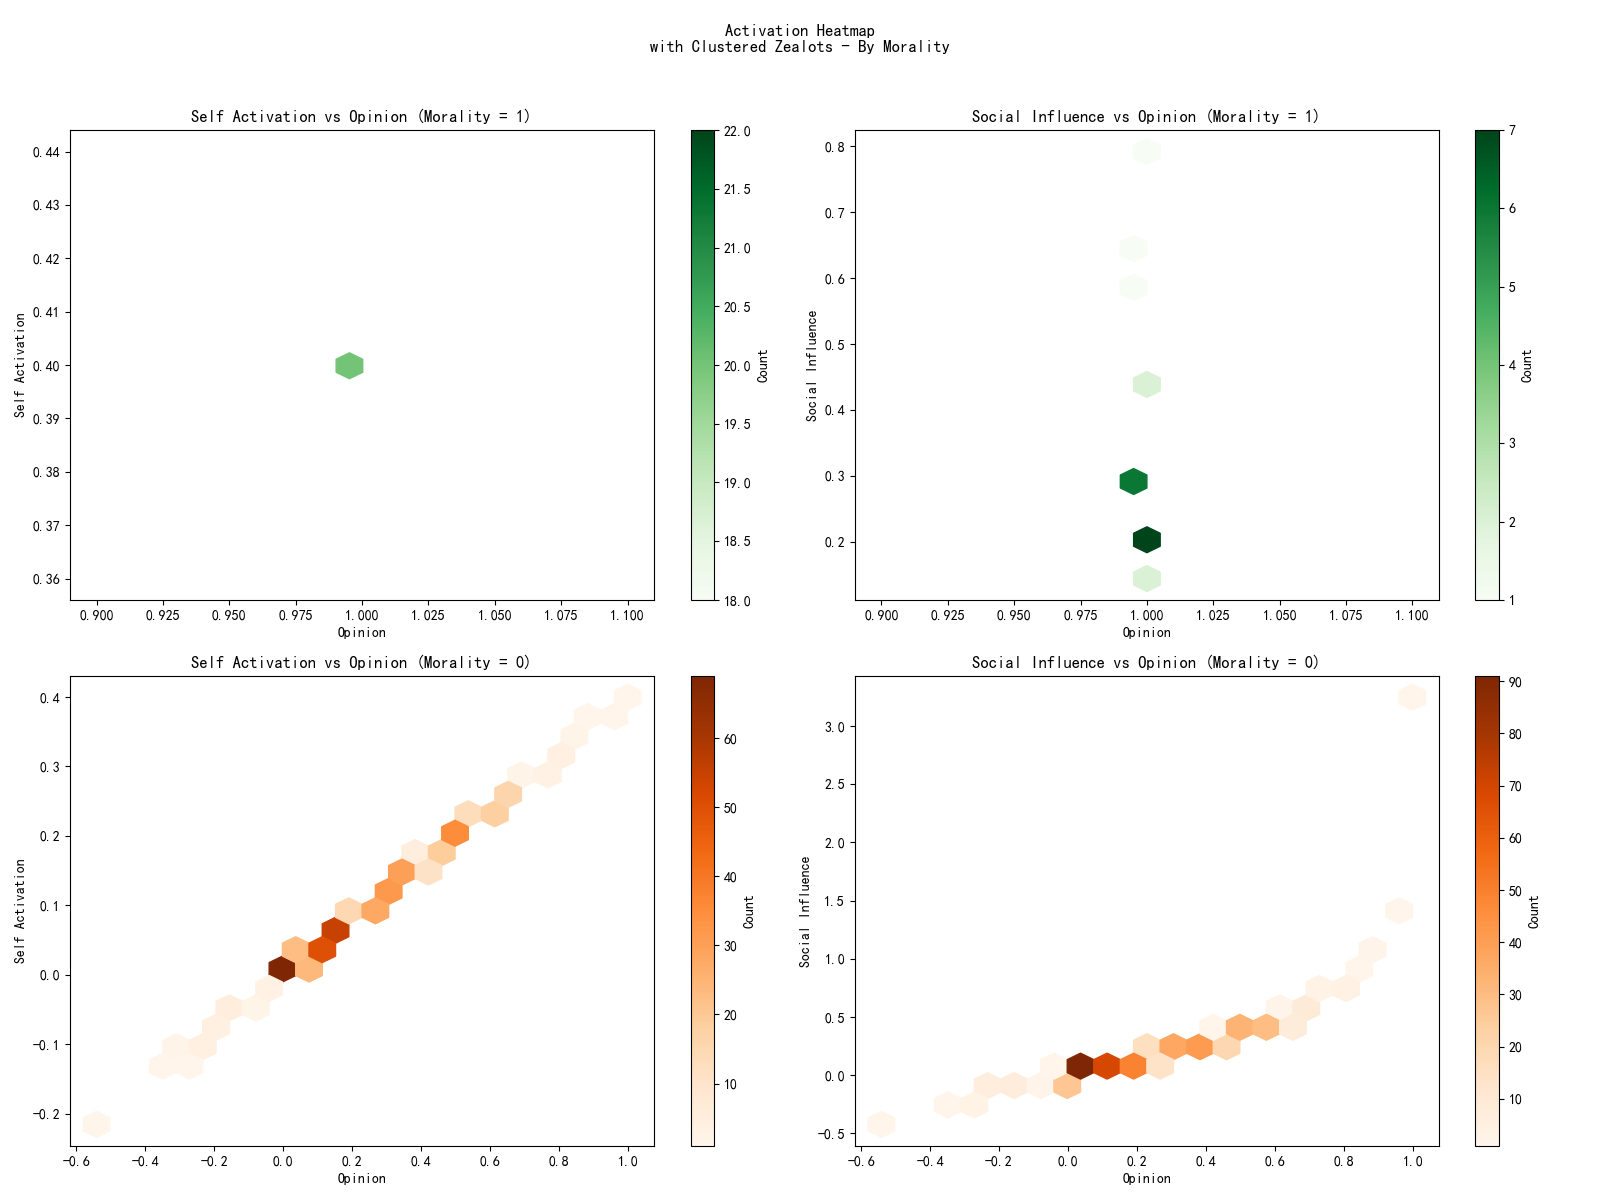 Activation Heatmap
with Clustered Zealots - By Morality
Self Activation vs Opinion (Morality = 1)
0.44
0.43
0.42
0.41
0.40
0.39
0.38
0.37
0.36
Self Activation
0.900 0.925 0.950 0.975 1.000 1.025 1.050 1.075 1.100
Opinion
22.0
21.5
21.0
20.5
20.0
19.5
19.0
18.5
18.0
Count
Social Influence vs Opinion (Morality = 1)
0.8
0.7
0.6
0.5
0.4
0.3
0.2
Social Influence
0.900 0.925 0.950 0.975 1.000 1.025 1.050 1.075 1.100
Opinion
7
6
5
4
3
2
1
Count
Self Activation vs Opinion (Morality = 0)
0.4
0.3
0.2
0.1
0.0
−0.1
−0.2
Self Activation
−0.6 −0.4 −0.2 0.0 0.2 0.4 0.6 0.8 1.0
Opinion
60
50
40
30
20
10
Count
Social Influence vs Opinion (Morality = 0)
3.0
2.5
2.0
1.5
1.0
0.5
0.0
−0.5
Social Influence
−0.6 −0.4 −0.2 0.0 0.2 0.4 0.6 0.8 1.0
Opinion
90
80
70
60
50
40
30
20
10
Count